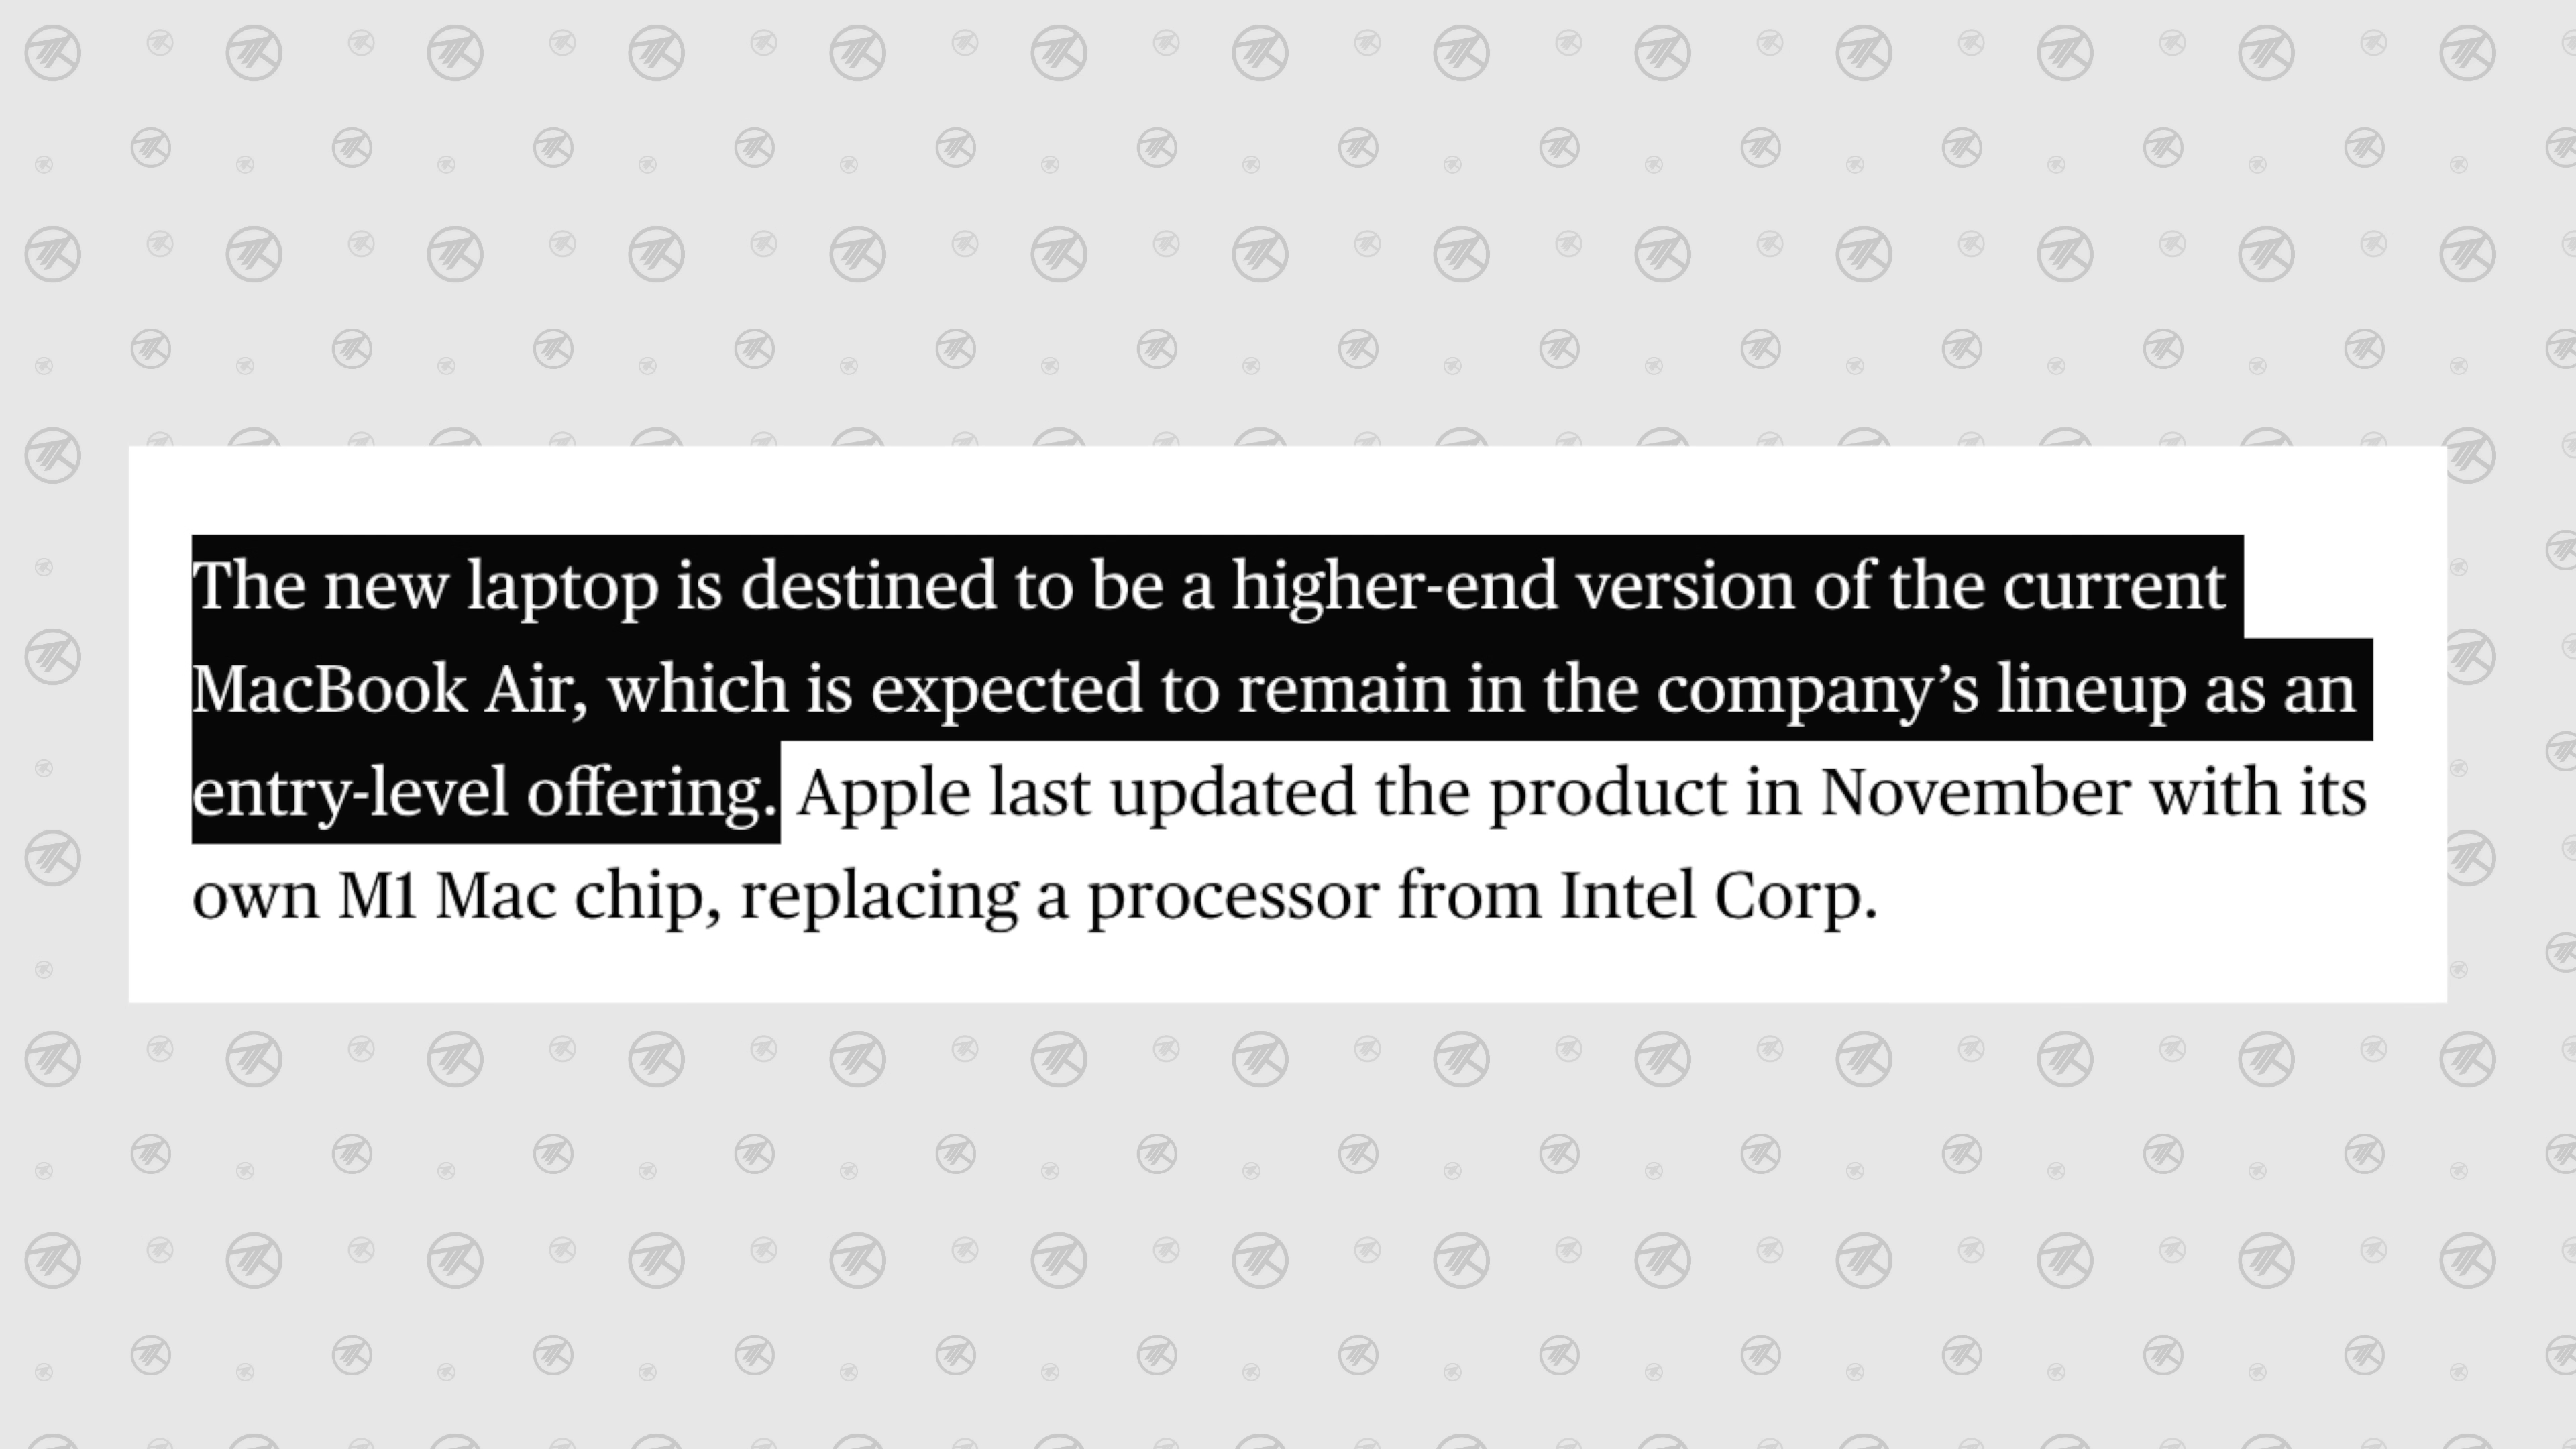 The new laptop is destined to be a higher-end version of the current
MacBook Air, which is expected to remain in the company’s lineup as an
entry-level offering. Apple last updated the product in November with its
own M1 Mac chip, replacing a processor from Intel Corp.